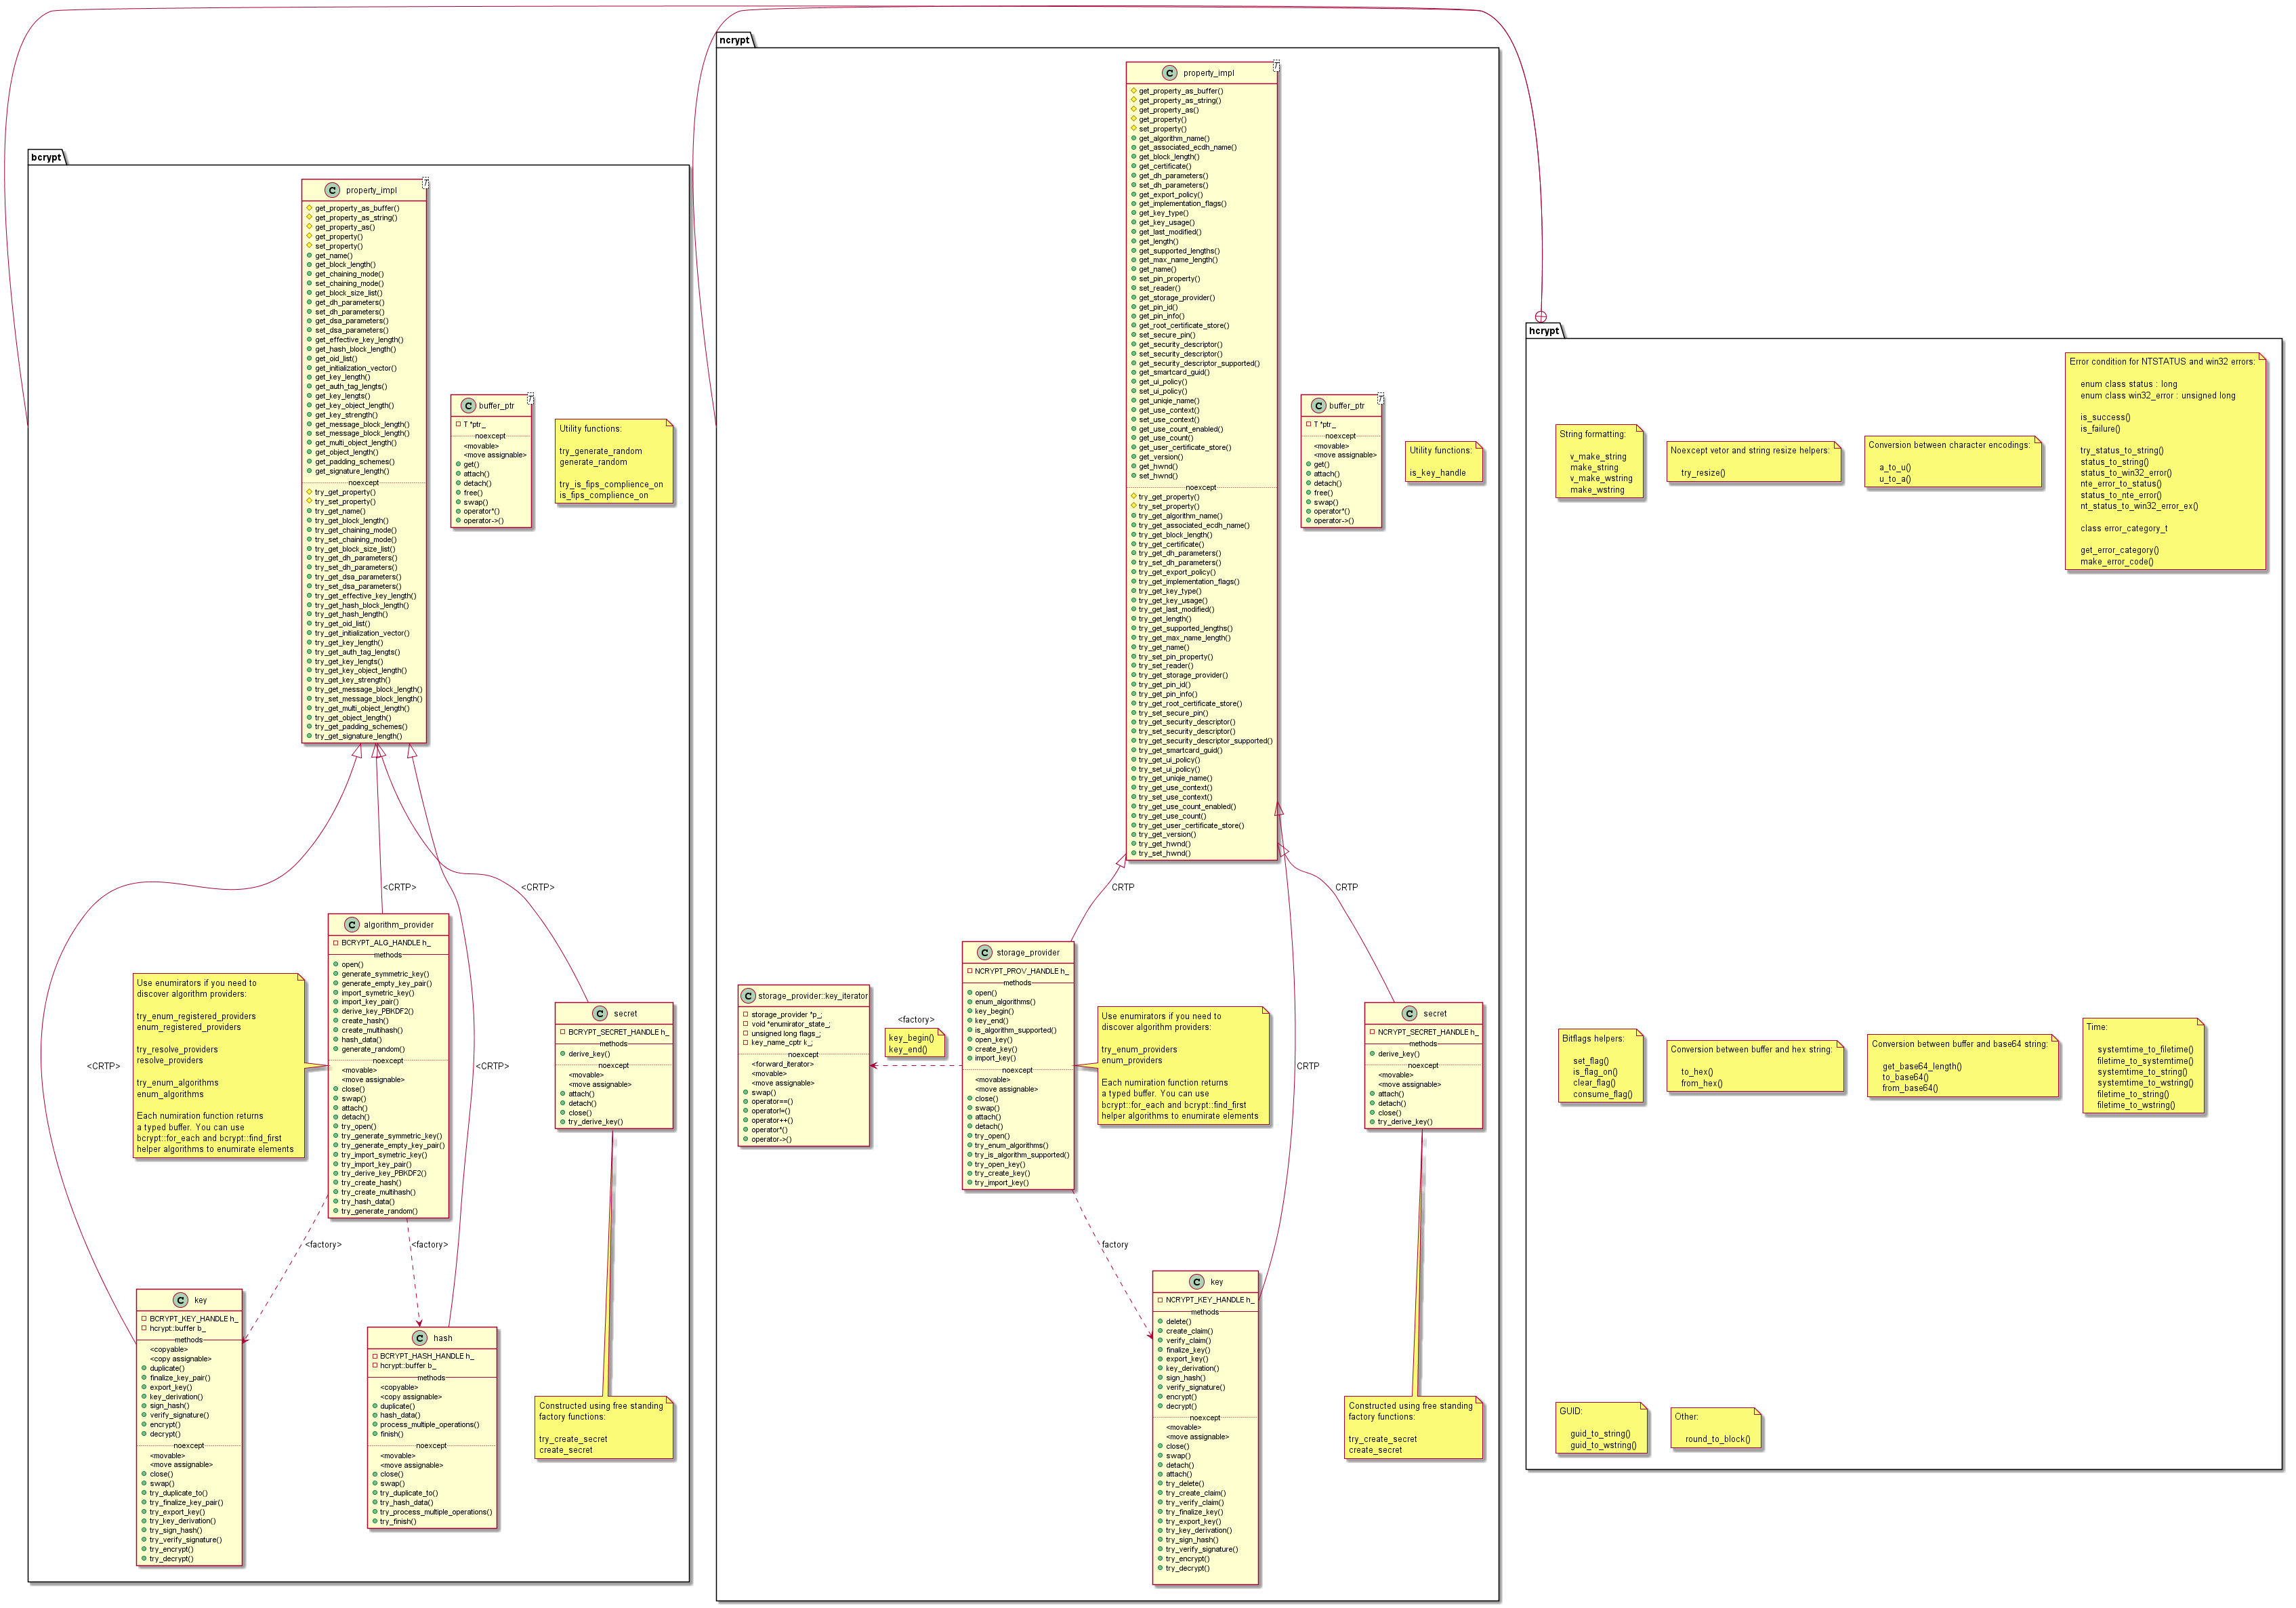 bcrypt
property_impl
T
get_property_as_buffer()
get_property_as_string()
get_property_as()
get_property()
set_property()
get_name()
get_block_length()
get_chaining_mode()
set_chaining_mode()
get_block_size_list()
get_dh_parameters()
set_dh_parameters()
get_dsa_parameters()
set_dsa_parameters()
get_effective_key_length()
get_hash_block_length()
get_oid_list()
get_initialization_vector()
get_key_length()
get_auth_tag_lengts()
get_key_lengts()
get_key_object_length()
get_key_strength()
get_message_block_length()
set_message_block_length()
get_multi_object_length()
get_object_length()
get_padding_schemes()
get_signature_length()
noexcept
try_get_property()
try_set_property()
try_get_name()
try_get_block_length()
try_get_chaining_mode()
try_set_chaining_mode()
try_get_block_size_list()
try_get_dh_parameters()
try_set_dh_parameters()
try_get_dsa_parameters()
try_set_dsa_parameters()
try_get_effective_key_length()
try_get_hash_block_length()
try_get_hash_length()
try_get_oid_list()
try_get_initialization_vector()
try_get_key_length()
try_get_auth_tag_lengts()
try_get_key_lengts()
try_get_key_object_length()
try_get_key_strength()
try_get_message_block_length()
try_set_message_block_length()
try_get_multi_object_length()
try_get_object_length()
try_get_padding_schemes()
try_get_signature_length()
buffer_ptr
T
T *ptr_
noexcept
<movable>
<move assignable>
get()
attach()
detach()
free()
swap()
operator*()
operator->()
Utility functions:
try_generate_random
generate_random
try_is_fips_complience_on
is_fips_complience_on
<CRTP>
<CRTP>
<CRTP>
<CRTP>
Use enumirators if you need to
discover algorithm providers:
try_enum_registered_providers
enum_registered_providers
try_resolve_providers
resolve_providers
try_enum_algorithms
enum_algorithms
Each numiration function returns
a typed buffer. You can use
bcrypt::for_each and bcrypt::find_first
helper algorithms to enumirate elements
algorithm_provider
BCRYPT_ALG_HANDLE h_
methods
open()
generate_symmetric_key()
generate_empty_key_pair()
import_symetric_key()
import_key_pair()
derive_key_PBKDF2()
create_hash()
create_multihash()
hash_data()
generate_random()
noexcept
<movable>
<move assignable>
close()
swap()
attach()
detach()
try_open()
try_generate_symmetric_key()
try_generate_empty_key_pair()
try_import_symetric_key()
try_import_key_pair()
try_derive_key_PBKDF2()
try_create_hash()
try_create_multihash()
try_hash_data()
try_generate_random()
secret
BCRYPT_SECRET_HANDLE h_
methods
derive_key()
noexcept
<movable>
<move assignable>
attach()
detach()
close()
try_derive_key()
<factory>
<factory>
key
BCRYPT_KEY_HANDLE h_
hcrypt::buffer b_
methods
<copyable>
<copy assignable>
duplicate()
finalize_key_pair()
export_key()
key_derivation()
sign_hash()
verify_signature()
encrypt()
decrypt()
noexcept
<movable>
<move assignable>
close()
swap()
try_duplicate_to()
try_finalize_key_pair()
try_export_key()
try_key_derivation()
try_sign_hash()
try_verify_signature()
try_encrypt()
try_decrypt()
hash
BCRYPT_HASH_HANDLE h_
hcrypt::buffer b_
methods
<copyable>
<copy assignable>
duplicate()
hash_data()
process_multiple_operations()
finish()
noexcept
<movable>
<move assignable>
close()
swap()
try_duplicate_to()
try_hash_data()
try_process_multiple_operations()
try_finish()
Constructed using free standing
factory functions:
try_create_secret
create_secret
ncrypt
property_impl
T
get_property_as_buffer()
get_property_as_string()
get_property_as()
get_property()
set_property()
get_algorithm_name()
get_associated_ecdh_name()
get_block_length()
get_certificate()
get_dh_parameters()
set_dh_parameters()
get_export_policy()
get_implementation_flags()
get_key_type()
get_key_usage()
get_last_modified()
get_length()
get_supported_lengths()
get_max_name_length()
get_name()
set_pin_property()
set_reader()
get_storage_provider()
get_pin_id()
get_pin_info()
get_root_certificate_store()
set_secure_pin()
get_security_descriptor()
set_security_descriptor()
get_security_descriptor_supported()
get_smartcard_guid()
get_ui_policy()
set_ui_policy()
get_uniqie_name()
get_use_context()
set_use_context()
get_use_count_enabled()
get_use_count()
get_user_certificate_store()
get_version()
get_hwnd()
set_hwnd()
noexcept
try_get_property()
try_set_property()
try_get_algorithm_name()
try_get_associated_ecdh_name()
try_get_block_length()
try_get_certificate()
try_get_dh_parameters()
try_set_dh_parameters()
try_get_export_policy()
try_get_implementation_flags()
try_get_key_type()
try_get_key_usage()
try_get_last_modified()
try_get_length()
try_get_supported_lengths()
try_get_max_name_length()
try_get_name()
try_set_pin_property()
try_set_reader()
try_get_storage_provider()
try_get_pin_id()
try_get_pin_info()
try_get_root_certificate_store()
try_set_secure_pin()
try_get_security_descriptor()
try_set_security_descriptor()
try_get_security_descriptor_supported()
try_get_smartcard_guid()
try_get_ui_policy()
try_set_ui_policy()
try_get_uniqie_name()
try_get_use_context()
try_set_use_context()
try_get_use_count_enabled()
try_get_use_count()
try_get_user_certificate_store()
try_get_version()
try_get_hwnd()
try_set_hwnd()
buffer_ptr
T
T *ptr_
noexcept
<movable>
<move assignable>
get()
attach()
detach()
free()
swap()
operator*()
operator->()
Utility functions:
is_key_handle
CRTP
CRTP
CRTP
storage_provider::key_iterator
storage_provider *p_;
void *enumirator_state_;
unsigned long flags_;
key_name_cptr k_;
noexcept
<forward_iterator>
<movable>
<move assignable>
swap()
operator==()
operator!=()
operator++()
operator*()
operator->()
<factory>
key_begin()
key_end()
storage_provider
NCRYPT_PROV_HANDLE h_
methods
open()
enum_algorithms()
key_begin()
key_end()
is_algorithm_supported()
open_key()
create_key()
import_key()
noexcept
<movable>
<move assignable>
close()
swap()
attach()
detach()
try_open()
try_enum_algorithms()
try_is_algorithm_supported()
try_open_key()
try_create_key()
try_import_key()
Use enumirators if you need to
discover algorithm providers:
try_enum_providers
enum_providers
Each numiration function returns
a typed buffer. You can use
bcrypt::for_each and bcrypt::find_first
helper algorithms to enumirate elements
secret
NCRYPT_SECRET_HANDLE h_
methods
derive_key()
noexcept
<movable>
<move assignable>
attach()
detach()
close()
try_derive_key()
factory
key
NCRYPT_KEY_HANDLE h_
methods
delete()
create_claim()
verify_claim()
finalize_key()
export_key()
key_derivation()
sign_hash()
verify_signature()
encrypt()
decrypt()
noexcept
<movable>
<move assignable>
close()
swap()
detach()
attach()
try_delete()
try_create_claim()
try_verify_claim()
try_finalize_key()
try_export_key()
try_key_derivation()
try_sign_hash()
try_verify_signature()
try_encrypt()
try_decrypt()
Constructed using free standing
factory functions:
try_create_secret
create_secret
hcrypt
String formatting:
v_make_string
make_string
v_make_wstring
make_wstring
Noexcept vetor and string resize helpers:
try_resize()
Conversion between character encodings:
a_to_u()
u_to_a()
Error condition for NTSTATUS and win32 errors:
enum class status : long
enum class win32_error : unsigned long
is_success()
is_failure()
try_status_to_string()
status_to_string()
status_to_win32_error()
nte_error_to_status()
status_to_nte_error()
nt_status_to_win32_error_ex()
class error_category_t
get_error_category()
make_error_code()
Bitflags helpers:
set_flag()
is_flag_on()
clear_flag()
consume_flag()
Conversion between buffer and hex string:
to_hex()
from_hex()
Conversion between buffer and base64 string:
get_base64_length()
to_base64()
from_base64()
Time:
systemtime_to_filetime()
filetime_to_systemtime()
systemtime_to_string()
systemtime_to_wstring()
filetime_to_string()
filetime_to_wstring()
GUID:
guid_to_string()
guid_to_wstring()
Other:
round_to_block()